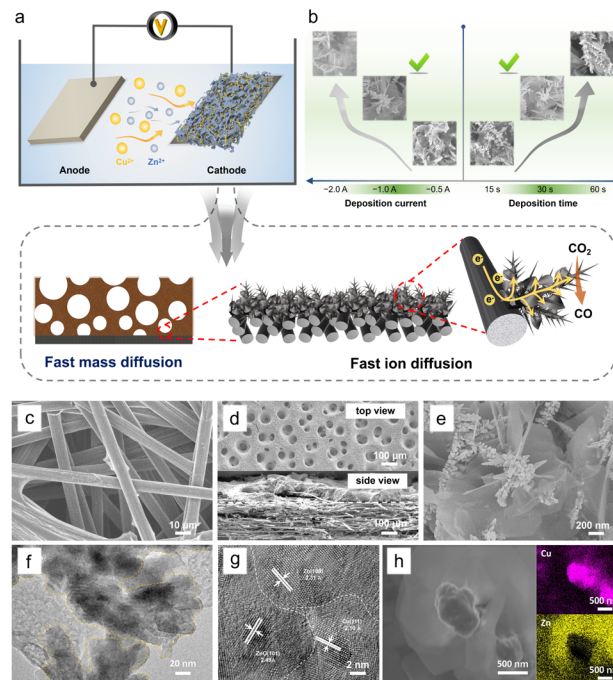 a
V
Cu²⁺
Zn²⁺
Anode
Cathode
b
−2.0 A
−1.0 A
−0.5 A
15 s
30 s
60 s
Deposition current
Deposition time
e⁻
e⁻
e⁻
CO₂
CO
Fast mass diffusion
Fast ion diffusion
c
10 μm
d
top view
100 μm
side view
100 μm
e
200 nm
f
20 nm
g
2 nm
h
500 nm
Cu
500 nm
Zn
500 nm